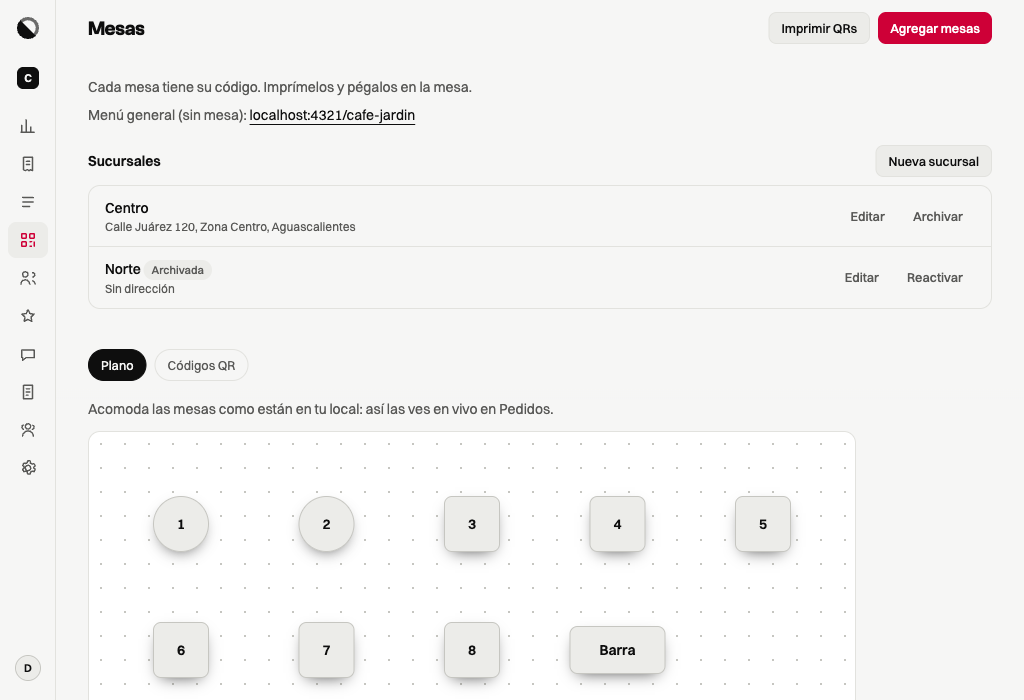 Mesas
Imprimir QRs
Agregar mesas
C
Cada mesa tiene su código. Imprímelos y pégalos en la mesa.
Menú general (sin mesa): localhost:4321/cafe-jardin
Sucursales
Nueva sucursal
Centro
Calle Juárez 120, Zona Centro, Aguascalientes
Editar
Archivar
Norte Archivada
Sin dirección
Editar
Reactivar
Plano
Códigos QR
Acomoda las mesas como están en tu local: así las ves en vivo en Pedidos.
1
2
3
4
5
6
7
8
Barra
D